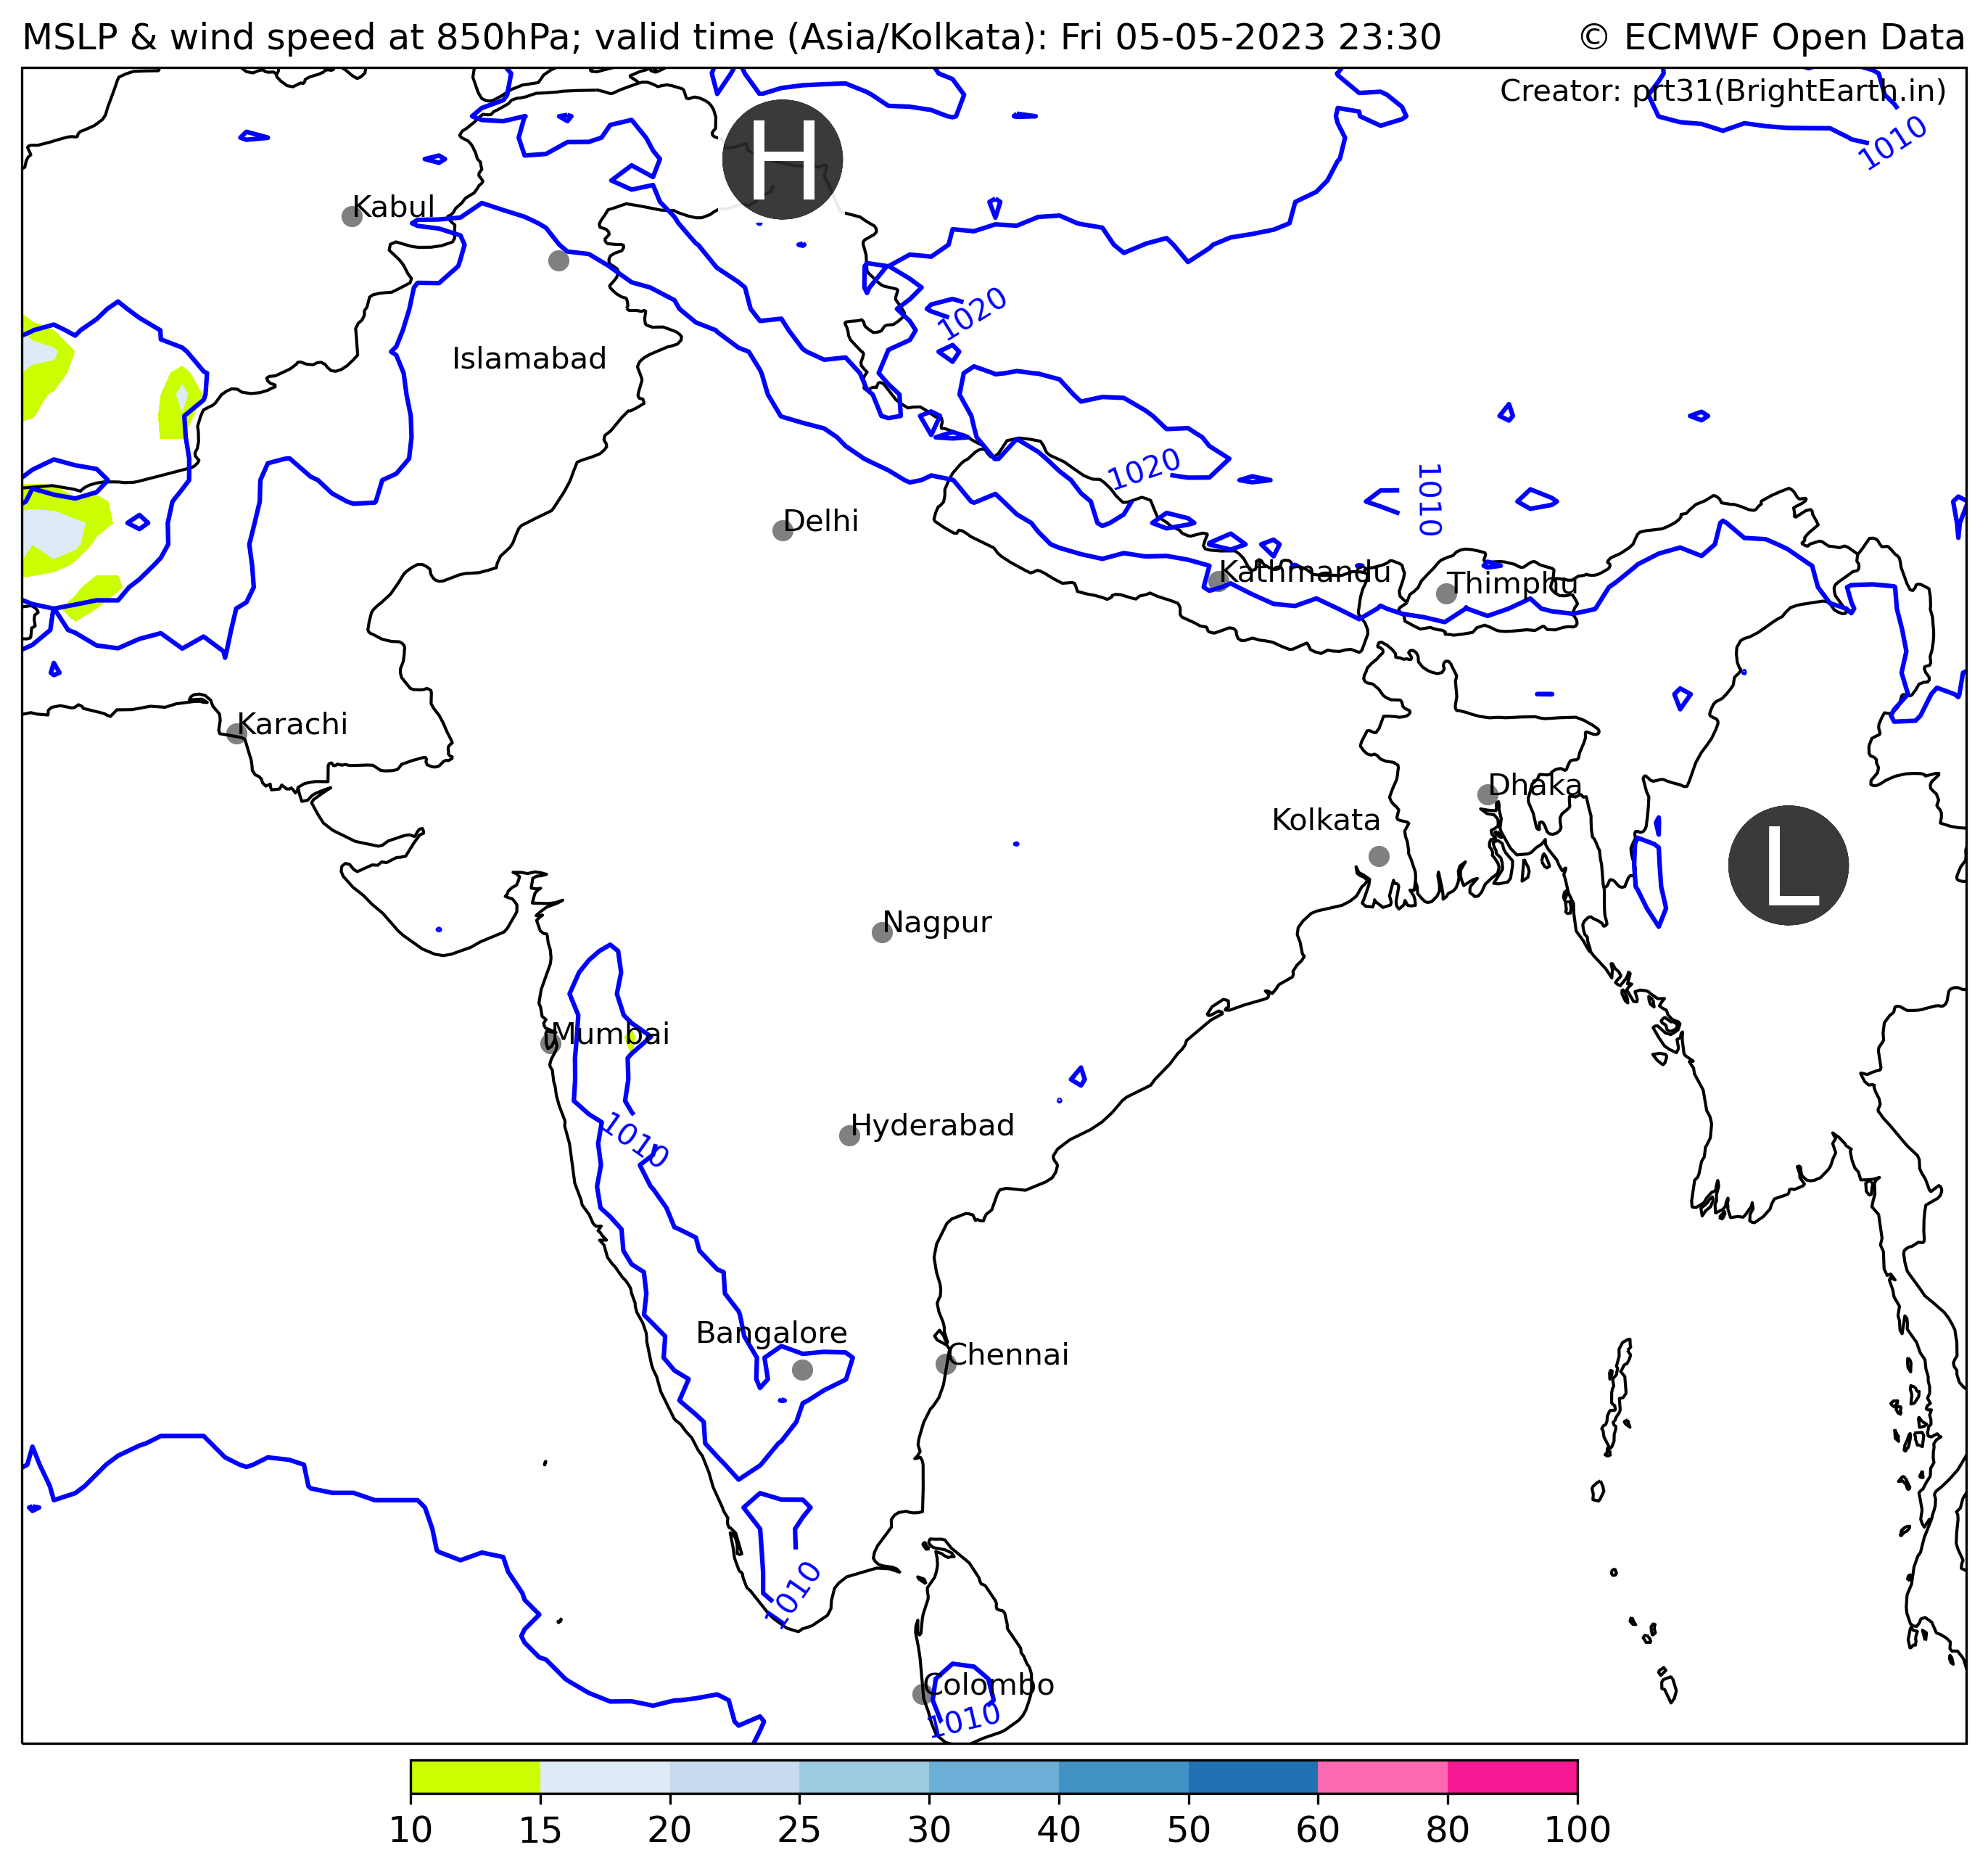 MSLP & wind speed at 850hPa; valid time (Asia/Kolkata): Fri 05-05-2023 23:30
© ECMWF Open Data
Creator: prt31(BrightEarth.in)
1010
H
Kabul
1020
Islamabad
1020
1010
Delhi
Kathmandu
Thimphu
Karachi
Dhaka
Kolkata
L
Nagpur
Mumbai
1010
Hyderabad
Bangalore
Chennai
1010
Colombo
1010
10 15 20 25 30 40 50 60 80 100